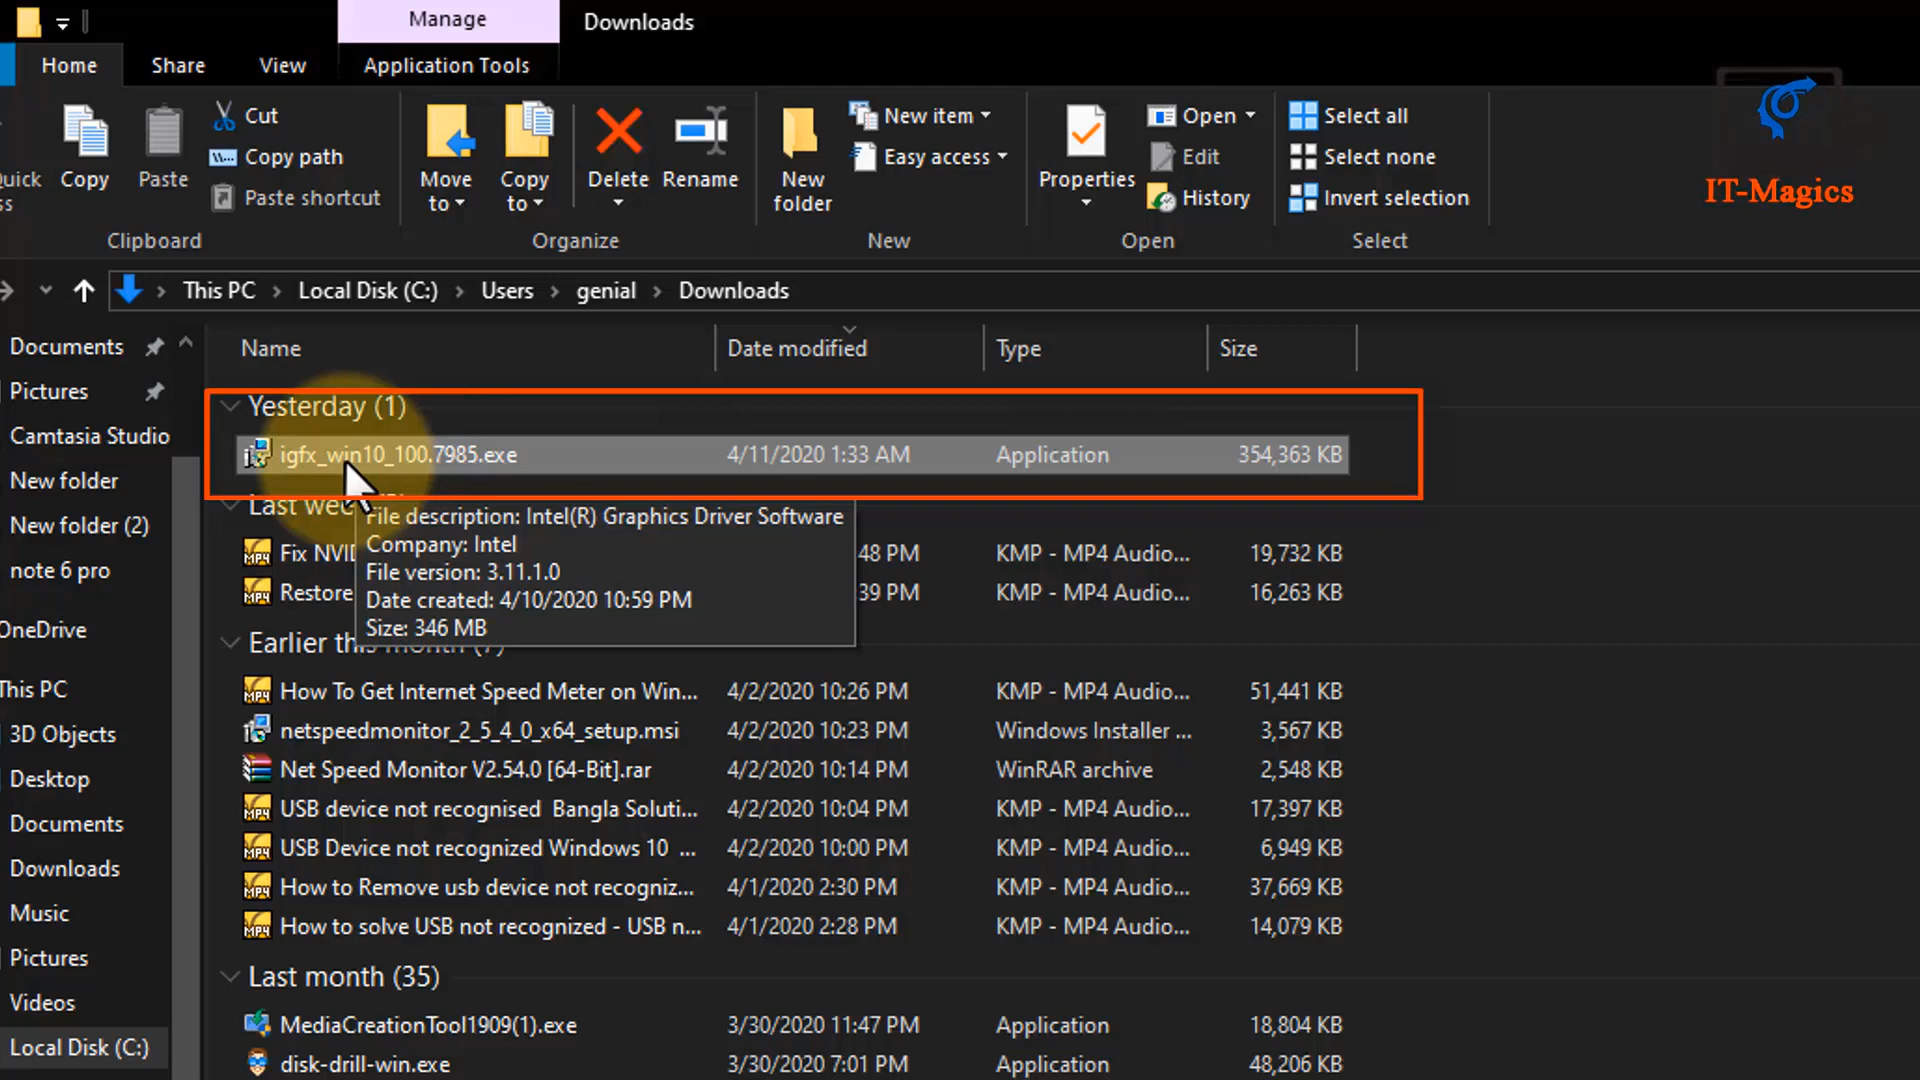 Manage
Downloads
Home
Share
View
Application Tools
Copy
Paste
Cut
Copy path
Paste shortcut
Clipboard
Move to
Copy to
Delete
Rename
Organize
New folder
New item
Easy access
New
Properties
Open
Edit
History
Open
Select all
Select none
Invert selection
Select
IT-Magics
This PC > Local Disk (C:) > Users > genial > Downloads
Name Date modified Type Size
Documents
Pictures
Camtasia Studio
New folder
New folder (2)
note 6 pro
OneDrive
This PC
3D Objects
Desktop
Documents
Downloads
Music
Pictures
Videos
Local Disk (C:)
Yesterday (1)
igfx_win10_100.7985.exe 4/11/2020 1:33 AM Application 354,363 KB
Last
File description: Intel(R) Graphics Driver Software
Company: Intel
File version: 3.11.1.0
Date created: 4/10/2020 10:59 PM
Size: 346 MB
Fix 48 PM KMP - MP4 Audio... 19,732 KB
Restore 39 PM KMP - MP4 Audio... 16,263 KB
Earlier this month (7)
How To Get Internet Speed Meter on Win... 4/2/2020 10:26 PM KMP - MP4 Audio... 51,441 KB
netspeedmonitor_2_5_4_0_x64_setup.msi 4/2/2020 10:23 PM Windows Installer ... 3,567 KB
Net Speed Monitor V2.54.0 [64-Bit].rar 4/2/2020 10:14 PM WinRAR archive 2,548 KB
USB device not recognised Bangla Soluti... 4/2/2020 10:04 PM KMP - MP4 Audio... 17,397 KB
USB Device not recognized Windows 10 ... 4/2/2020 10:00 PM KMP - MP4 Audio... 6,949 KB
How to Remove usb device not recogniz... 4/1/2020 2:30 PM KMP - MP4 Audio... 37,669 KB
How to solve USB not recognized - USB n... 4/1/2020 2:28 PM KMP - MP4 Audio... 14,079 KB
Last month (35)
MediaCreationTool1909(1).exe 3/30/2020 11:47 PM Application 18,804 KB
disk-drill-win.exe 3/30/2020 7:01 PM Application 48,206 KB